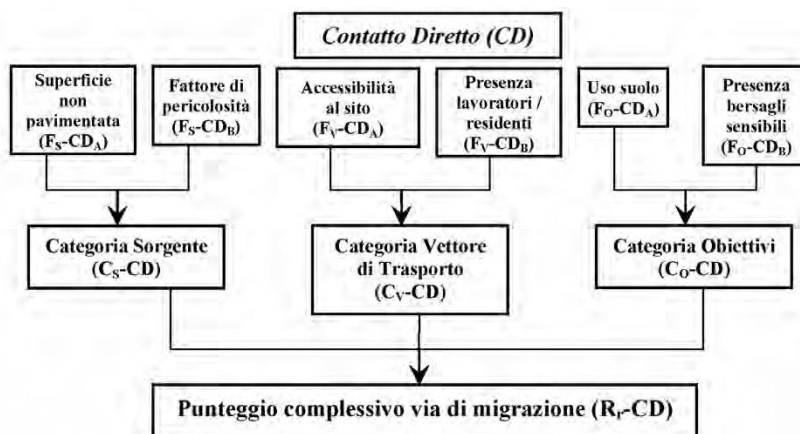 Contatto Diretto (CD)
Superficie
non
pavimentata
(FS-CDA)
Fattore di
pericolosità
(FS-CDB)
Accessibilità
al sito
(FV-CDA)
Presenza
lavoratori /
residenti
(FV-CDB)
Uso suolo
(FO-CDA)
Presenza
bersagli
sensibili
(FO-CDB)
Categoria Sorgente
(CS-CD)
Categoria Vettore
di Trasporto
(CV-CD)
Categoria Obiettivi
(CO-CD)
Punteggio complessivo via di migrazione (Rr-CD)